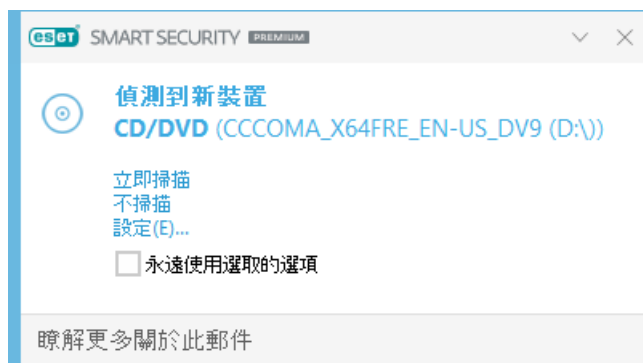 eset SMART SECURITY PREMIUM
偵測到新裝置
CD/DVD (CCCOMA_X64FRE_EN-US_DV9 (D:\))
立即掃描
不掃描
設定(E)...
永遠使用選取的選項
瞭解更多關於此郵件